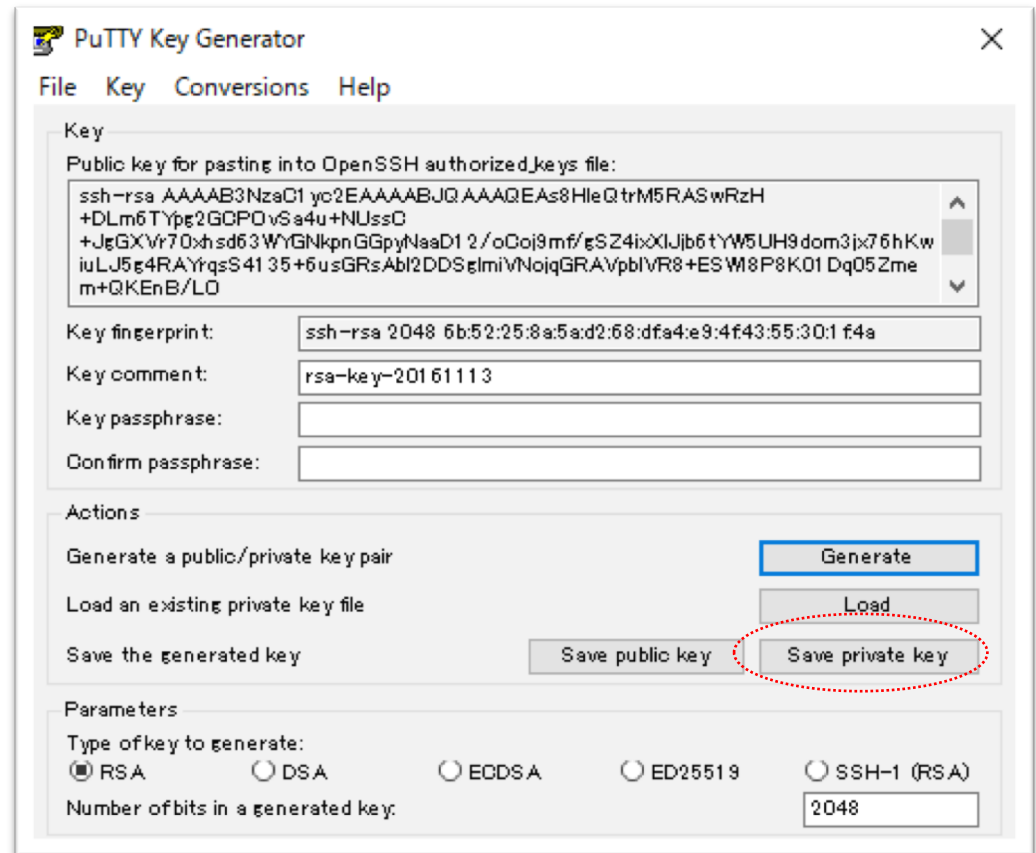 PuTTY Key Generator
File Key Conversions Help
Key
Public key for pasting into OpenSSH authorized_keys file:
ssh-rsa AAAAB3NzaC1yc2EAAAABJQAAAQEAs8HleQtrM5RASwRzH
+DLm6TYpg2GCPOvSa4u+NUssC
+JgGXVr70xhsd63WYGNkpnGGpyNaaD12/oCoj9mf/gSZ4ixXIJjb6tYW5UH9dom3jx76hKw
iuLJ5g4RAYrqsS4135+6usGRsAbI2DDSglmiVNojqGRAVpbIVR8+ESWI8P8K01Dq05Zme
m+QKEnB/LO
Key fingerprint: ssh-rsa 2048 6b:52:25:8a:5a:d2:68:df:a4:e9:4f:43:55:30:1f:4a
Key comment: rsa-key-20161113
Key passphrase:
Confirm passphrase:
Actions
Generate a public/private key pair Generate
Load an existing private key file Load
Save the generated key Save public key Save private key
Parameters
Type of key to generate:
RSA DSA ECDSA ED25519 SSH-1 (RSA)
Number of bits in a generated key: 2048